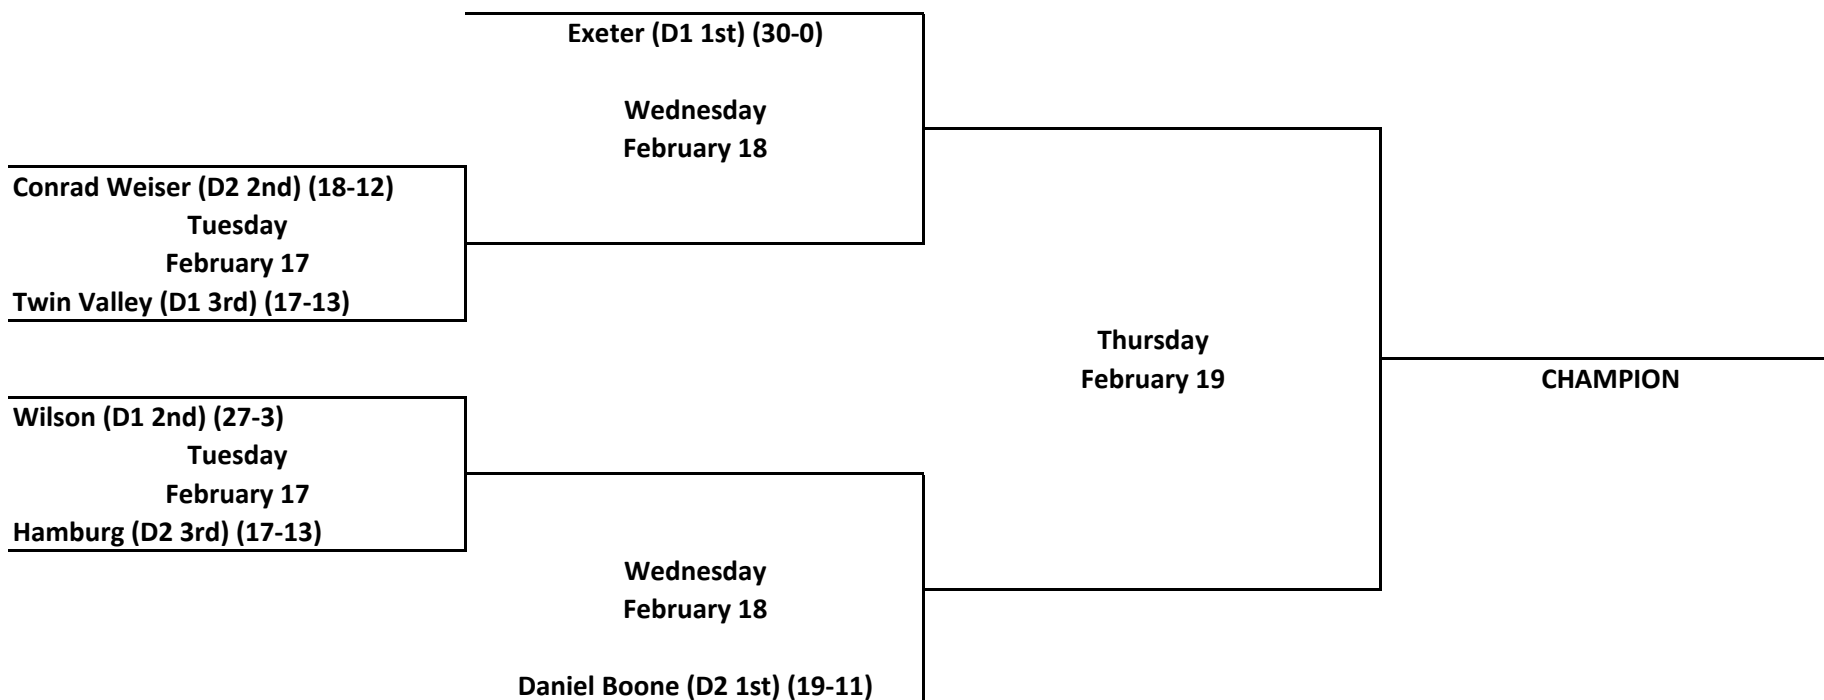 Exeter (D1 1st) (30-0)
Wednesday
February 18
Conrad Weiser (D2 2nd) (18-12)
Tuesday
February 17
Twin Valley (D1 3rd) (17-13)
Thursday
February 19
CHAMPION
Wilson (D1 2nd) (27-3)
Tuesday
February 17
Hamburg (D2 3rd) (17-13)
Wednesday
February 18
Daniel Boone (D2 1st) (19-11)